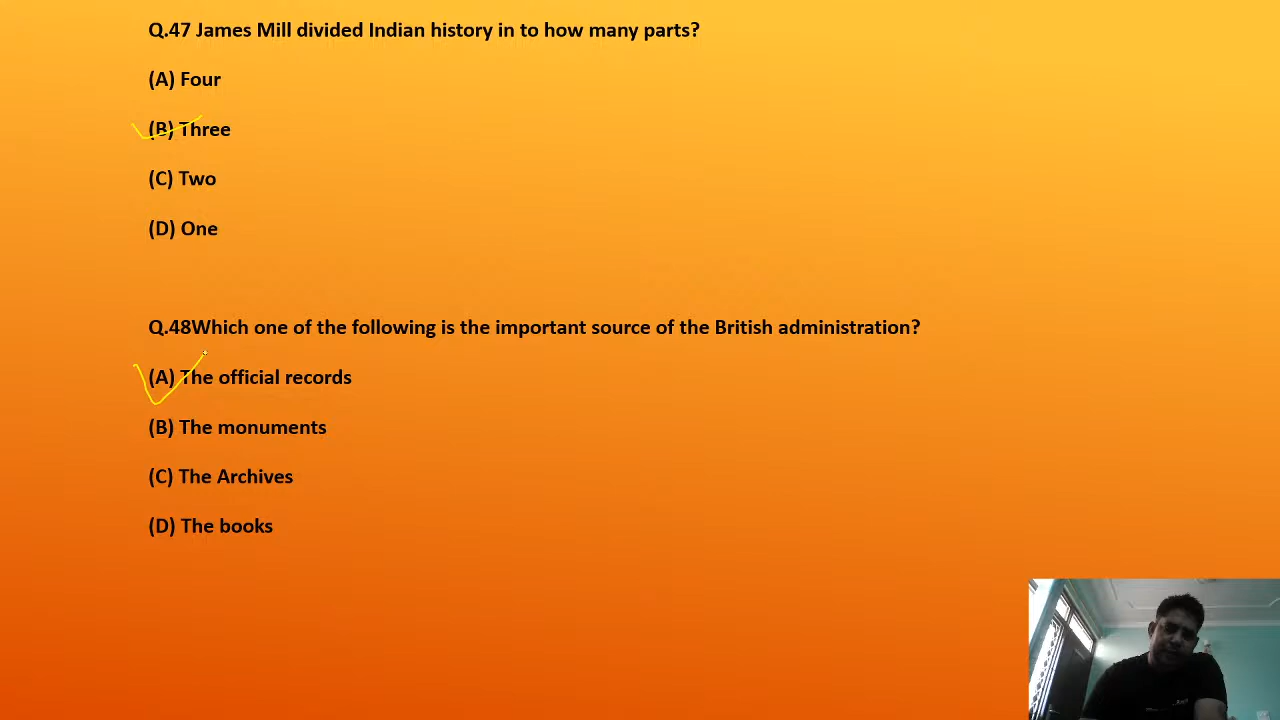 Q.47 James Mill divided Indian history in to how many parts?
(A) Four
(B) Three
(C) Two
(D) One
Q.48Which one of the following is the important source of the British administration?
(A) The official records
(B) The monuments
(C) The Archives
(D) The books